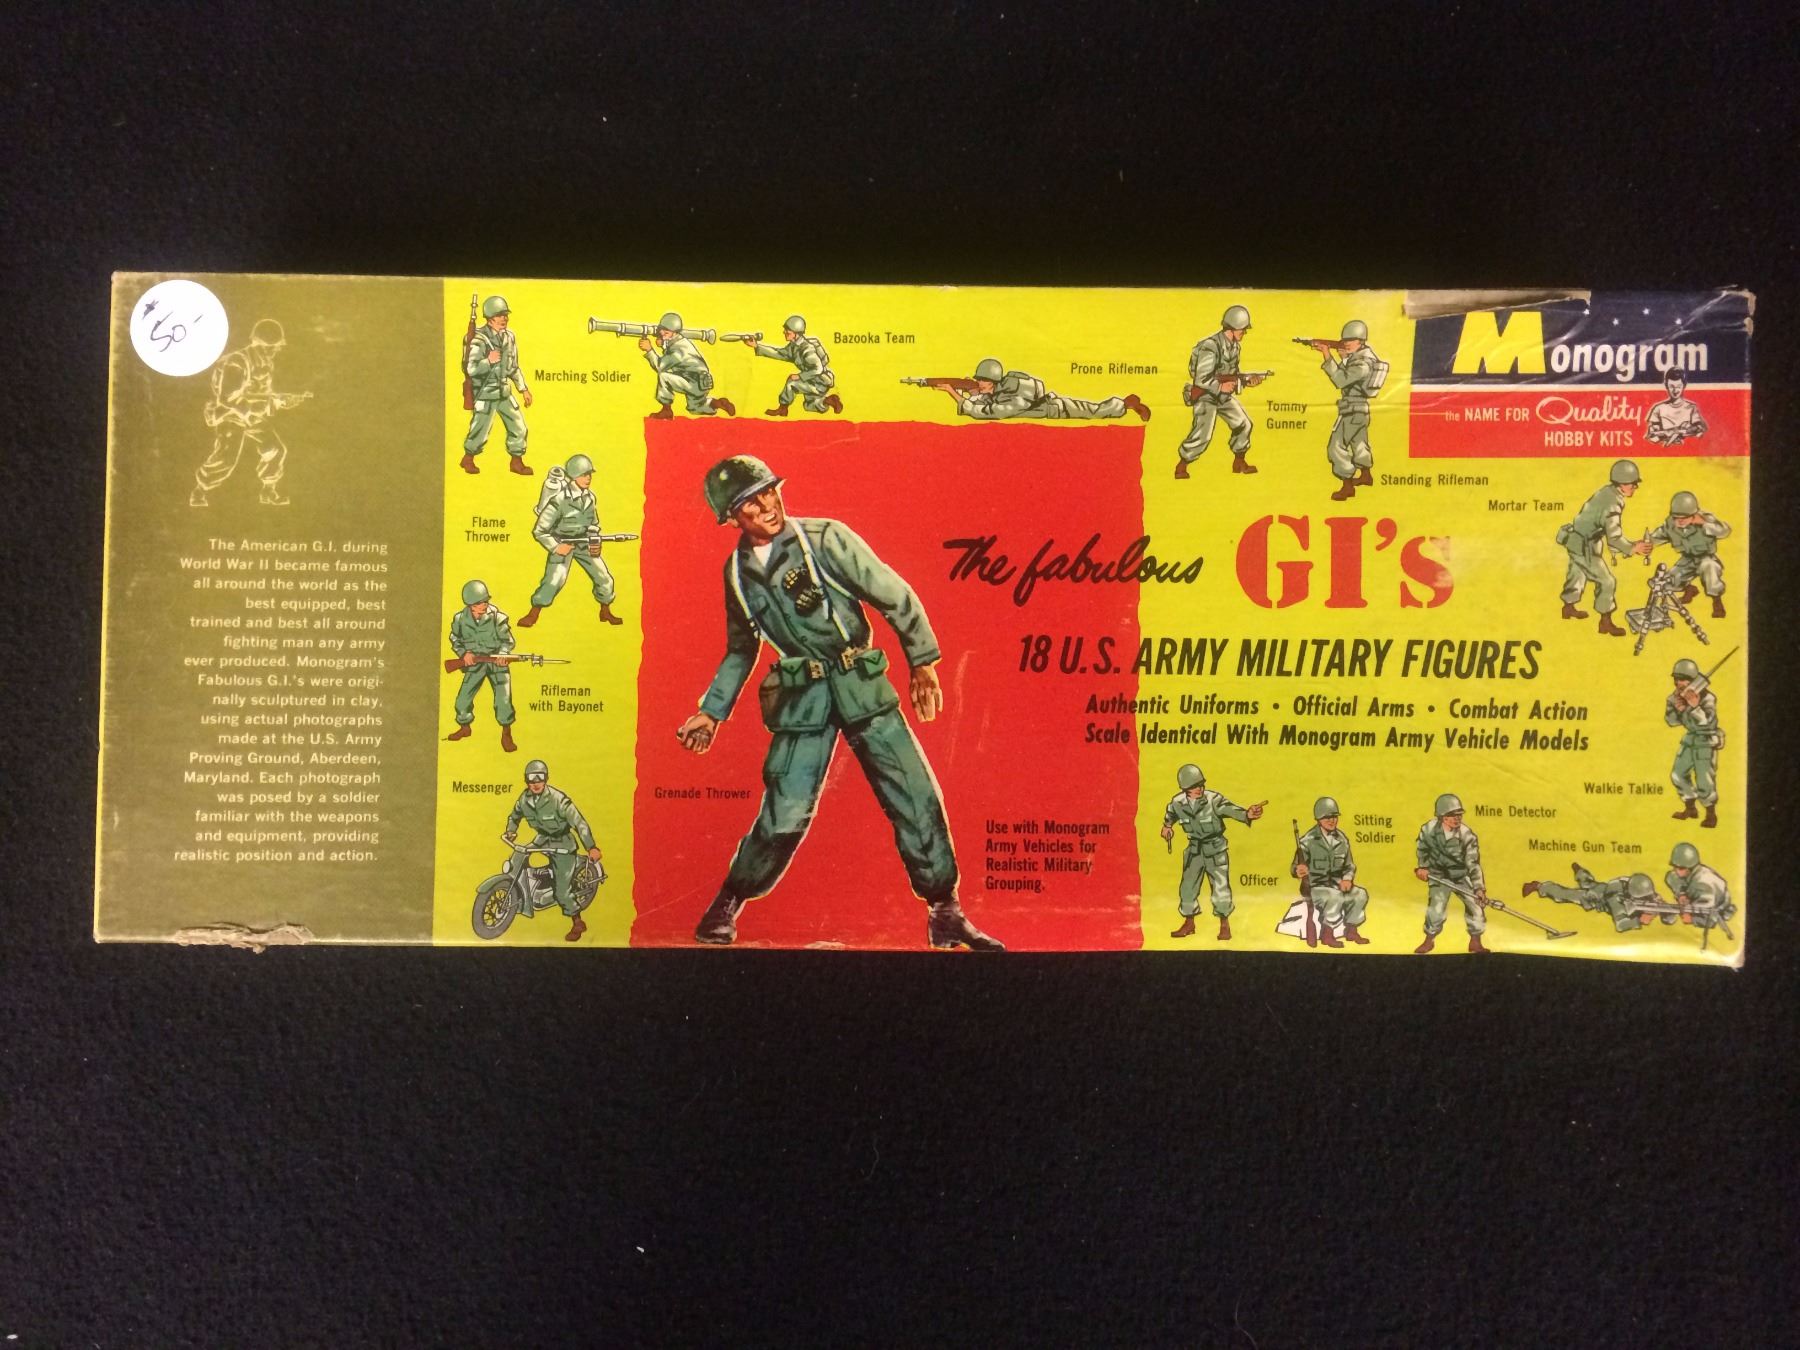 $50-
The American G.I. during
World War II became famous
all around the world as the
best equipped, best
trained and best all around
fighting man any army
ever produced. Monogram's
Fabulous G.I.'s were origi-
nally sculptured in clay,
using actual photographs
made at the U.S. Army
Proving Ground, Aberdeen,
Maryland. Each photograph
was posed by a soldier
familiar with the weapons
and equipment, providing
realistic position and action.
Marching Soldier
Bazooka Team
Prone Rifleman
Tommy
Gunner
Standing Rifleman
Monogram
the NAME FOR Quality
HOBBY KITS
Mortar Team
Flame
Thrower
Rifleman
with Bayonet
Messenger
Grenade Thrower
The fabulous GI's
18 U.S. ARMY MILITARY FIGURES
Authentic Uniforms • Official Arms • Combat Action
Scale Identical With Monogram Army Vehicle Models
Use with Monogram
Army Vehicles for
Realistic Military
Grouping.
Walkie Talkie
Officer
Sitting
Soldier
Mine Detector
Machine Gun Team